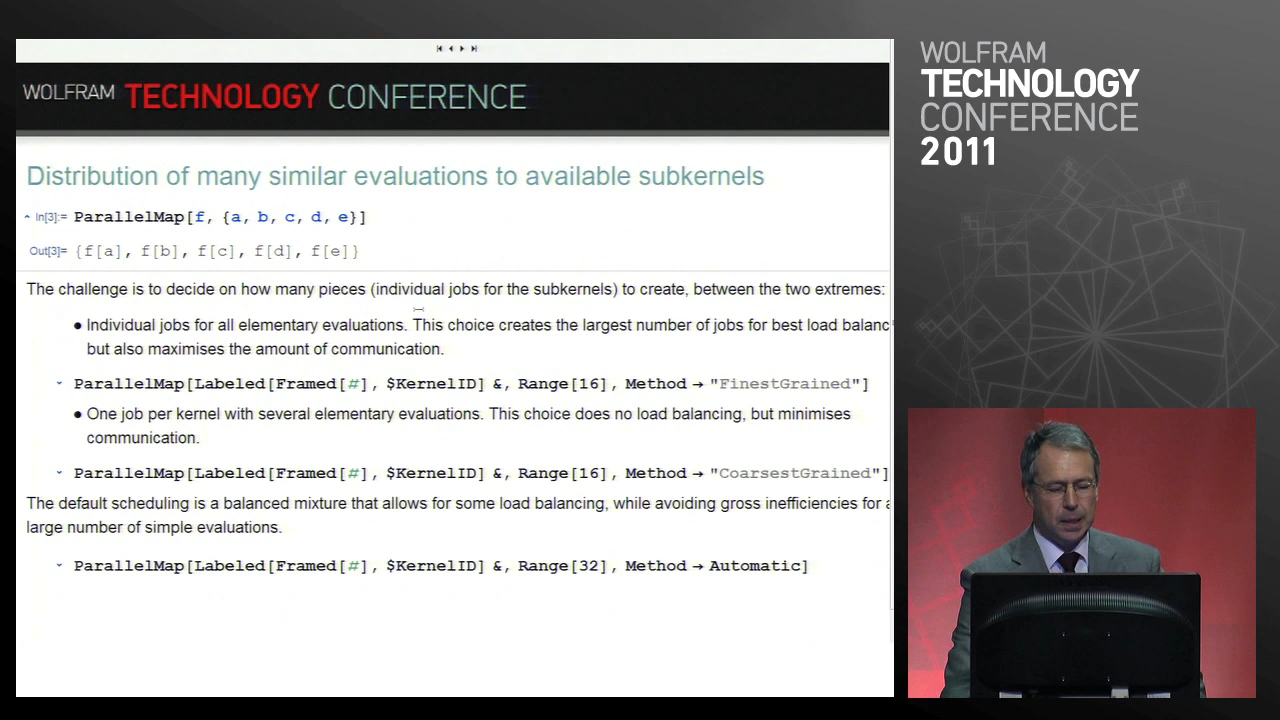 WOLFRAM TECHNOLOGY CONFERENCE
Distribution of many similar evaluations to available subkernels
In[3]:= ParallelMap[f, {a, b, c, d, e}]
Out[3]= {f[a], f[b], f[c], f[d], f[e]}
The challenge is to decide on how many pieces (individual jobs for the subkernels) to create, between the two extremes:
● Individual jobs for all elementary evaluations. This choice creates the largest number of jobs for best load balanc
but also maximises the amount of communication.
ParallelMap[Labeled[Framed[#], $KernelID] &, Range[16], Method → "FinestGrained"]
● One job per kernel with several elementary evaluations. This choice does no load balancing, but minimises
communication.
ParallelMap[Labeled[Framed[#], $KernelID] &, Range[16], Method → "CoarsestGrained"]
The default scheduling is a balanced mixture that allows for some load balancing, while avoiding gross inefficiencies for a
large number of simple evaluations.
ParallelMap[Labeled[Framed[#], $KernelID] &, Range[32], Method → Automatic]
WOLFRAM
TECHNOLOGY
CONFERENCE
2011